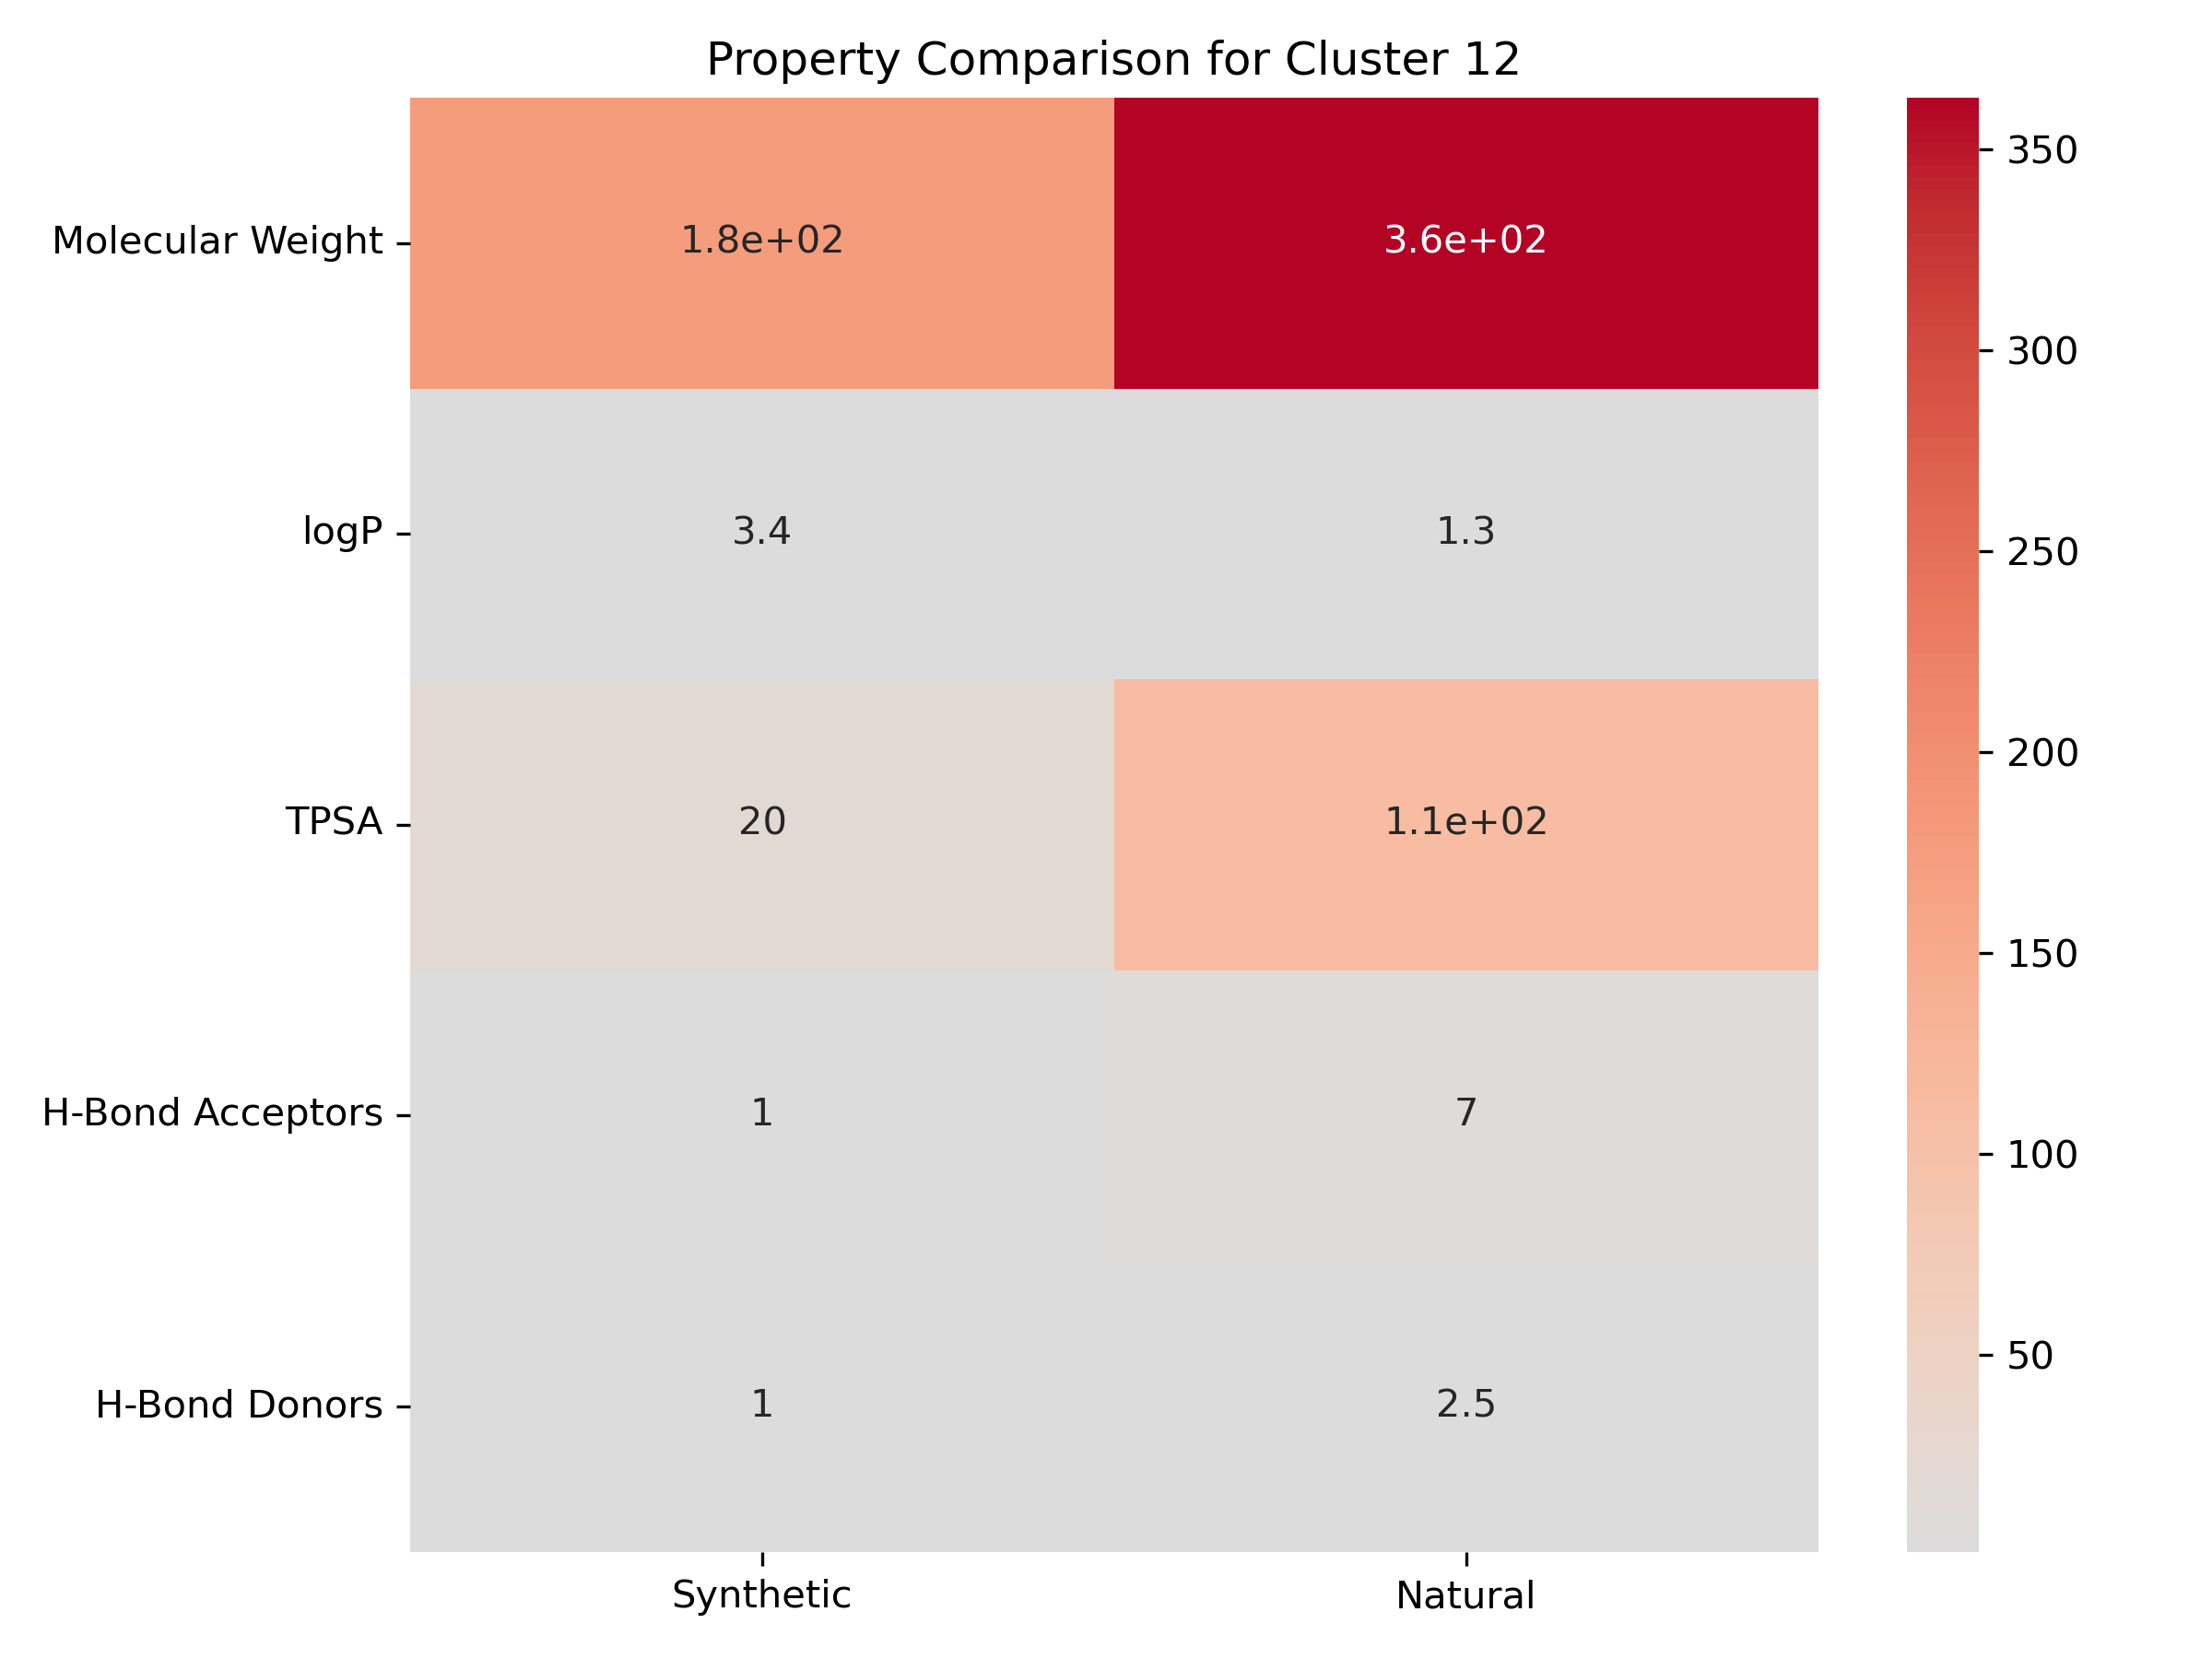 Property Comparison for Cluster 12
Molecular Weight
1.8e+02
3.6e+02
logP
3.4
1.3
TPSA
20
1.1e+02
H-Bond Acceptors
1
7
H-Bond Donors
1
2.5
Synthetic
Natural
350
300
250
200
150
100
50